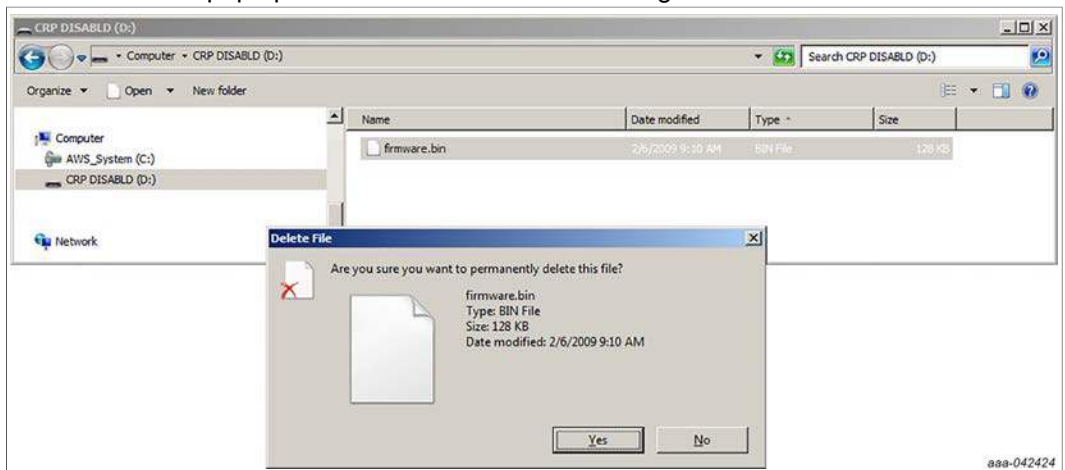 CRP DISABLD (D:)
Computer CRP DISABLD (D:)
Search CRP DISABLD (D:)
Organize Open New folder
Name Date modified Type Size
Computer
firmware.bin 2/6/2009 9:10 AM BIN File 128 KB
AWS_System (C:)
CRP DISABLD (D:)
Network
Delete File
Are you sure you want to permanently delete this file?
firmware.bin
Type: BIN File
Size: 128 KB
Date modified: 2/6/2009 9:10 AM
Yes No
aaa-042424